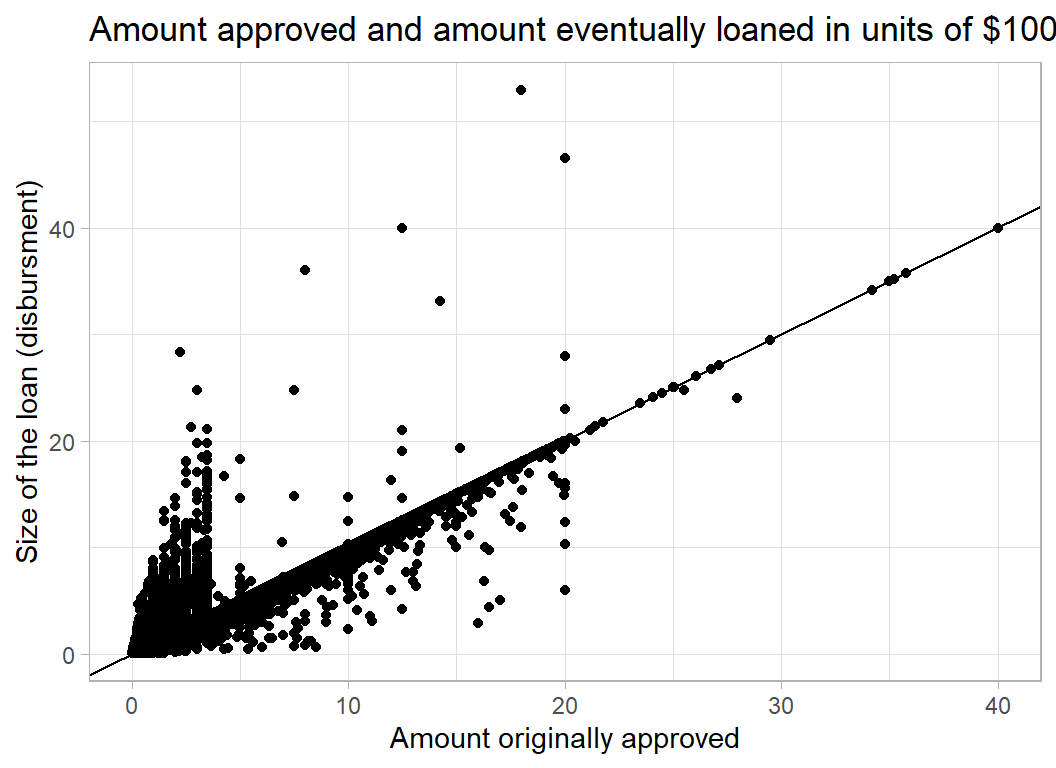 Amount approved and amount eventually loaned in units of $100
Size of the loan (disbursment)
40
20
0
0 10 20 30 40
Amount originally approved